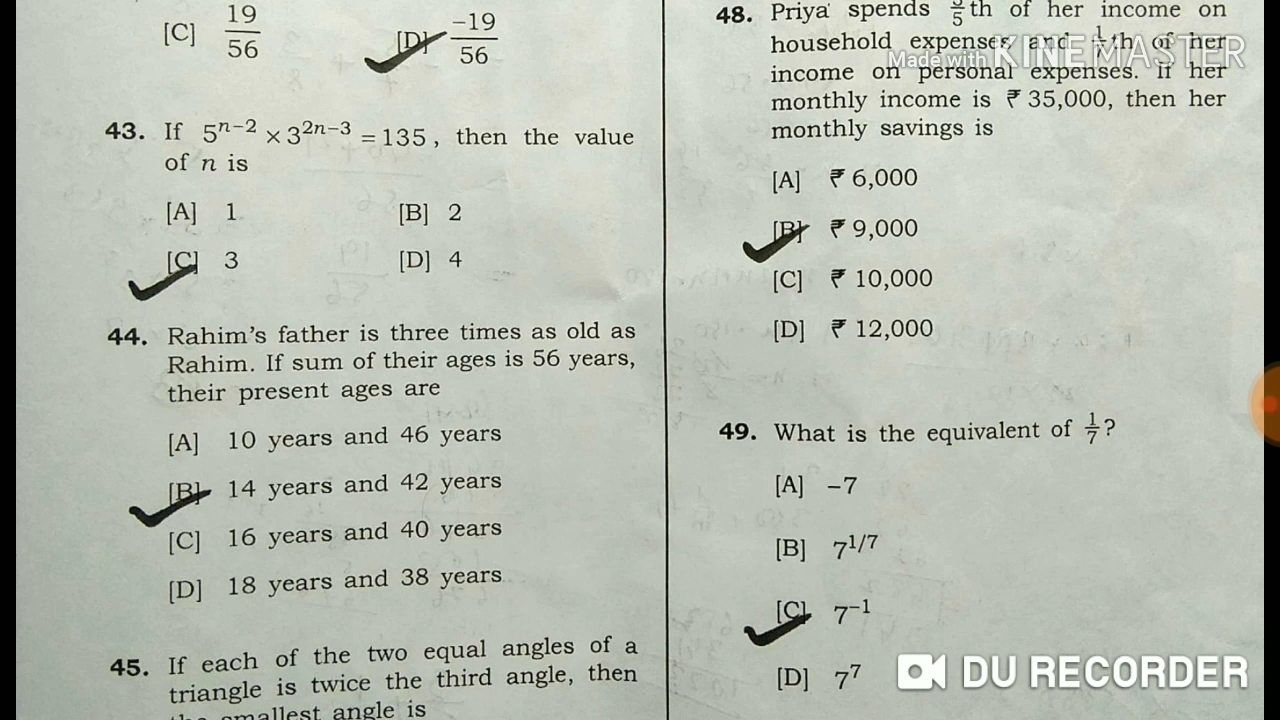 [C] 19/56 [D] −19/56
43. If 5^{n−2} × 3^{2n−3} = 135, then the value
of n is
[A] 1 [B] 2
[C] 3 [D] 4
44. Rahim's father is three times as old as
Rahim. If sum of their ages is 56 years,
their present ages are
[A] 10 years and 46 years
[B] 14 years and 42 years
[C] 16 years and 40 years
[D] 18 years and 38 years
45. If each of the two equal angles of a
triangle is twice the third angle, then
the smallest angle is
48. Priya spends /5 th of her income on
household expenses and th of her
Made with KINEMASTER
income on personal expenses. If her
monthly income is ₹ 35,000, then her
monthly savings is
[A] ₹ 6,000
[B] ₹ 9,000
[C] ₹ 10,000
[D] ₹ 12,000
49. What is the equivalent of 1/7?
[A] −7
[B] 7^{1/7}
[C] 7^{−1}
[D] 7^{7}
DU RECORDER